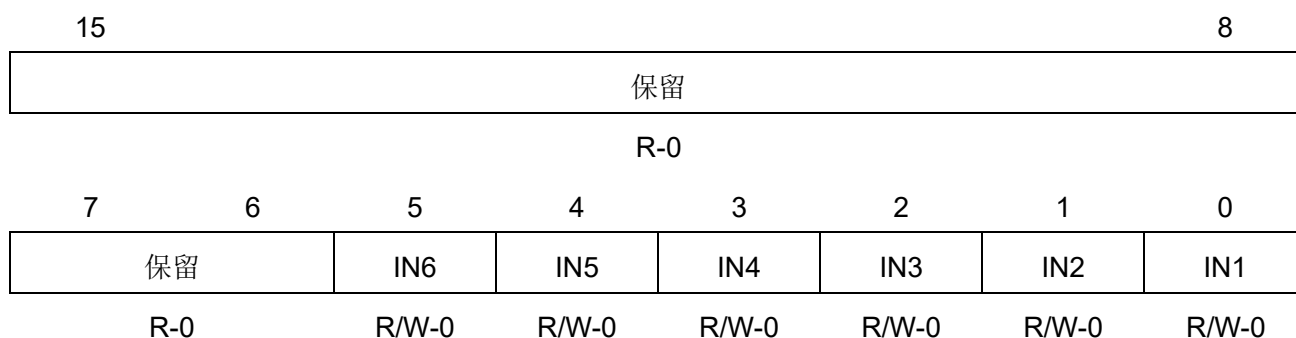 15 8
保留
R-0
7 6 5 4 3 2 1 0
保留 IN6 IN5 IN4 IN3 IN2 IN1
R-0 R/W-0 R/W-0 R/W-0 R/W-0 R/W-0 R/W-0